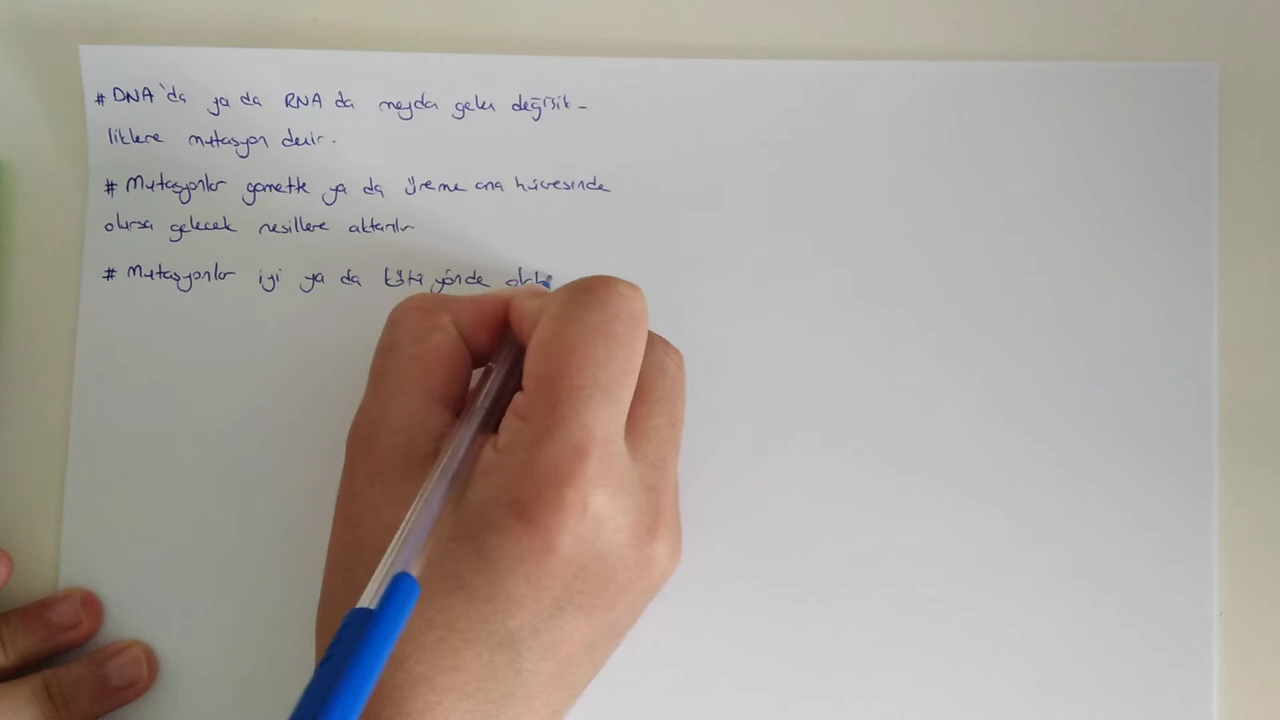 # DNA'da ya da RNA da meyda gelen değişik-
liklere mutasyon denir.
# Mutasyonlar gamette ya da üreme ana hücresinde
olursa gelecek nesillere aktarılır
# Mutasyonlar iyi ya da kötü yönde